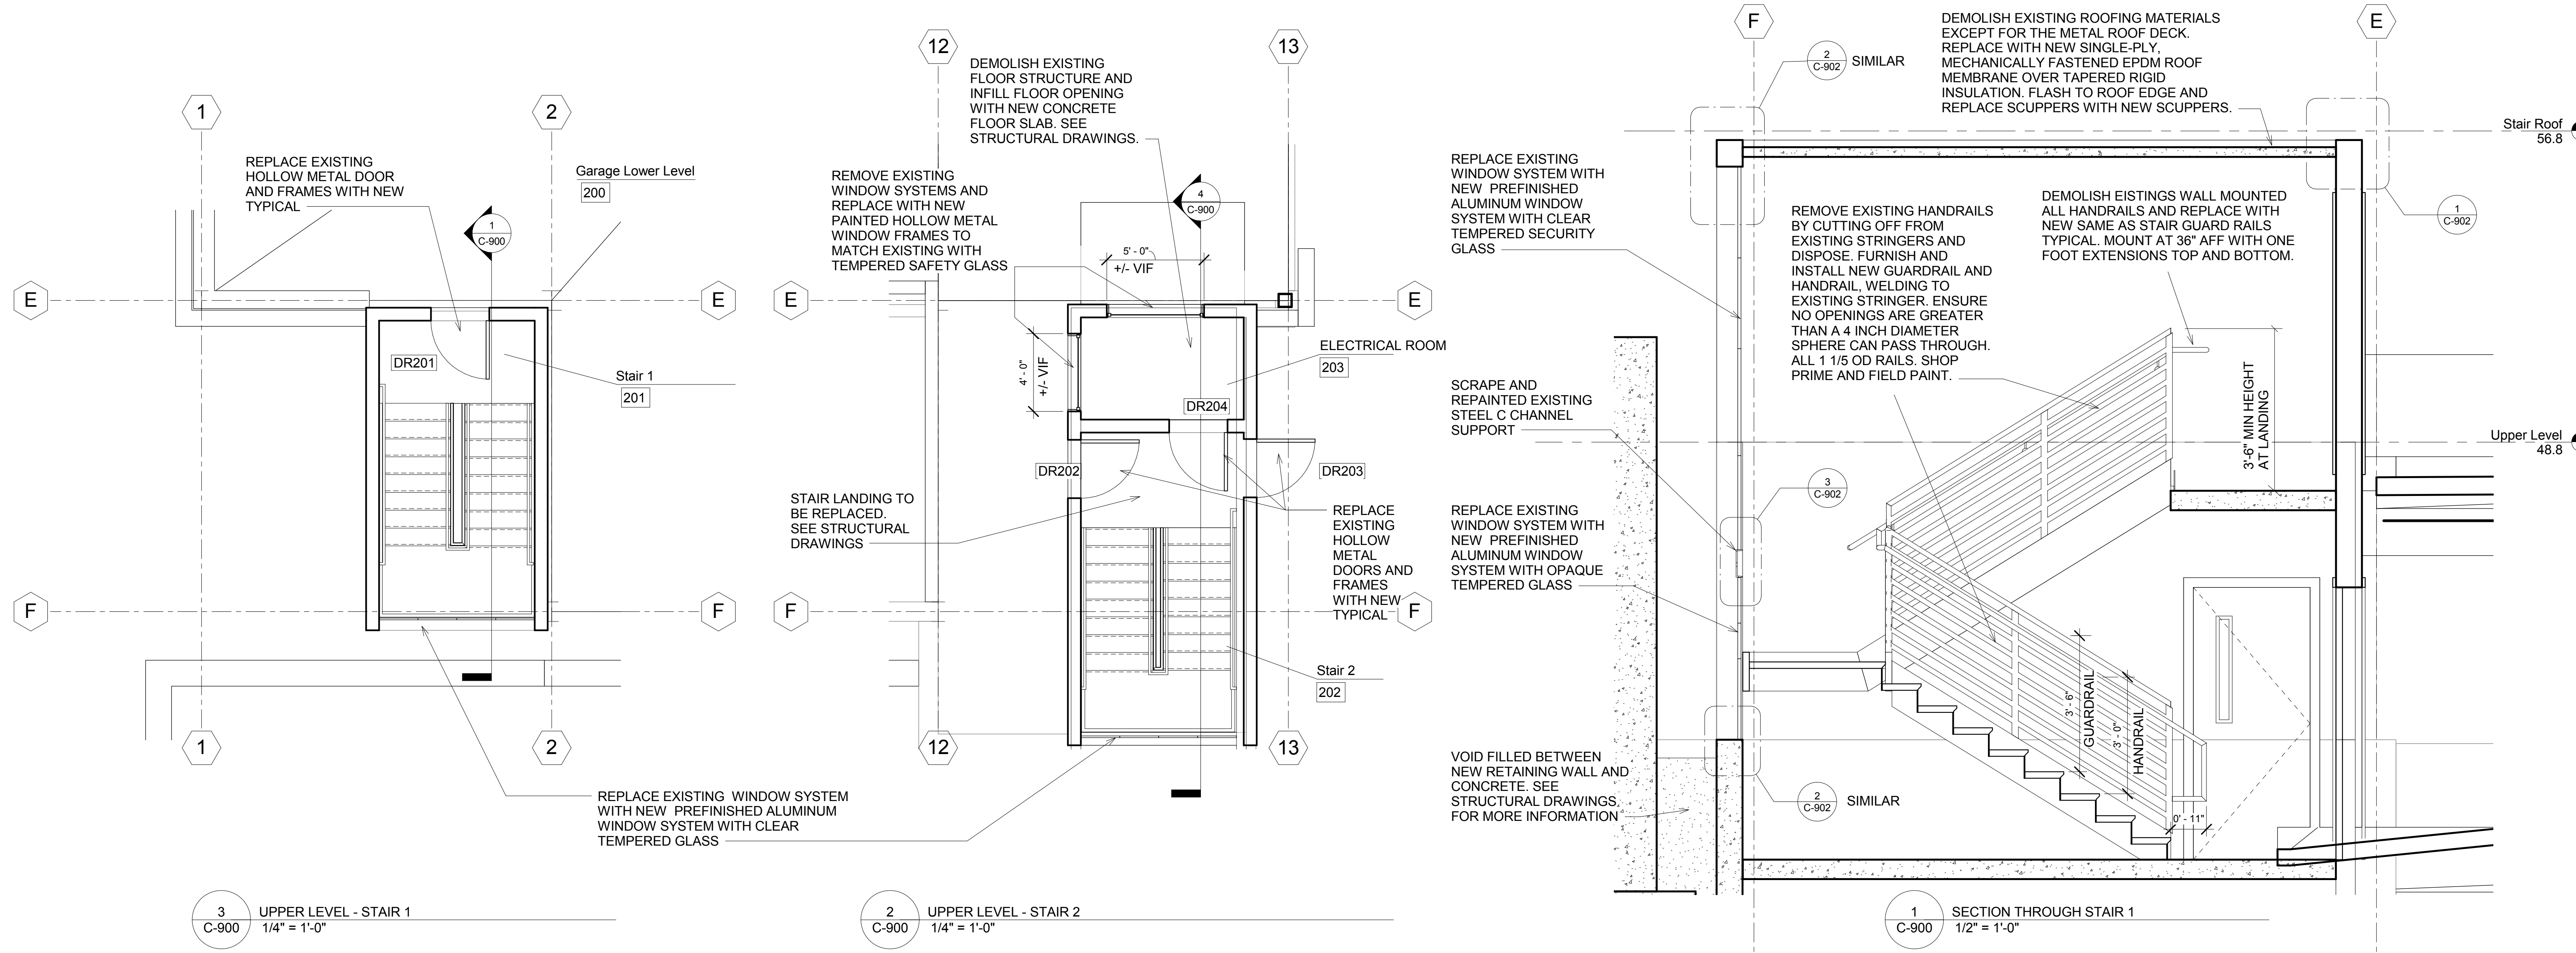 1
2
REPLACE EXISTING
HOLLOW METAL DOOR
AND FRAMES WITH NEW
TYPICAL
Garage Lower Level
200
1
C-900
E
E
DR201
Stair 1
201
F
F
1
2
REPLACE EXISTING  WINDOW SYSTEM
WITH NEW  PREFINISHED ALUMINUM
WINDOW SYSTEM WITH CLEAR
TEMPERED GLASS
3
C-900
UPPER LEVEL - STAIR 1
1/4" = 1'-0"
12
13
DEMOLISH EXISTING
FLOOR STRUCTURE AND
INFILL FLOOR OPENING
WITH NEW CONCRETE
FLOOR SLAB. SEE
STRUCTURAL DRAWINGS.
REMOVE EXISTING
WINDOW SYSTEMS AND
REPLACE WITH NEW
PAINTED HOLLOW METAL
WINDOW FRAMES TO
MATCH EXISTING WITH
TEMPERED SAFETY GLASS
4
C-900
5' - 0"
+/- VIF
E
E
4' - 0"
+/- VIF
ELECTRICAL ROOM
203
DR204
DR202
DR203
STAIR LANDING TO
BE REPLACED.
SEE STRUCTURAL
DRAWINGS
REPLACE
EXISTING
HOLLOW
METAL
DOORS AND
FRAMES
WITH NEW
TYPICAL
F
F
Stair 2
202
12
13
2
C-900
UPPER LEVEL - STAIR 2
1/4" = 1'-0"
F
E
2
C-902
SIMILAR
DEMOLISH EXISTING ROOFING MATERIALS
EXCEPT FOR THE METAL ROOF DECK.
REPLACE WITH NEW SINGLE-PLY,
MECHANICALLY FASTENED EPDM ROOF
MEMBRANE OVER TAPERED RIGID
INSULATION. FLASH TO ROOF EDGE AND
REPLACE SCUPPERS WITH NEW SCUPPERS.
Stair Roof
56.8
REPLACE EXISTING
WINDOW SYSTEM WITH
NEW  PREFINISHED
ALUMINUM WINDOW
SYSTEM WITH CLEAR
TEMPERED SECURITY
GLASS
REMOVE EXISTING HANDRAILS
BY CUTTING OFF FROM
EXISTING STRINGERS AND
DISPOSE. FURNISH AND
INSTALL NEW GUARDRAIL AND
HANDRAIL, WELDING TO
EXISTING STRINGER. ENSURE
NO OPENINGS ARE GREATER
THAN A 4 INCH DIAMETER
SPHERE CAN PASS THROUGH.
ALL 1 1/5 OD RAILS. SHOP
PRIME AND FIELD PAINT.
DEMOLISH EISTINGS WALL MOUNTED
ALL HANDRAILS AND REPLACE WITH
NEW SAME AS STAIR GUARD RAILS
TYPICAL. MOUNT AT 36" AFF WITH ONE
FOOT EXTENSIONS TOP AND BOTTOM.
1
C-902
SCRAPE AND
REPAINTED EXISTING
STEEL C CHANNEL
SUPPORT
3'-6" MIN HEIGHT
AT LANDING
Upper Level
48.8
3
C-902
REPLACE EXISTING
WINDOW SYSTEM WITH
NEW  PREFINISHED
ALUMINUM WINDOW
SYSTEM WITH OPAQUE
TEMPERED GLASS
3' - 6"
GUARDRAIL
3' - 0"
HANDRAIL
0' - 11"
VOID FILLED BETWEEN
NEW RETAINING WALL AND
CONCRETE. SEE
STRUCTURAL DRAWINGS.
FOR MORE INFORMATION
2
C-902
SIMILAR
1
C-900
SECTION THROUGH STAIR 1
1/2" = 1'-0"